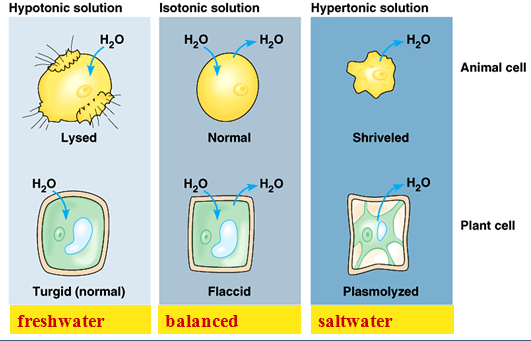 Hypotonic solution
Isotonic solution
Hypertonic solution
H₂O
H₂O
H₂O
H₂O
Animal cell
Lysed
Normal
Shriveled
H₂O
H₂O
H₂O
H₂O
Plant cell
Turgid (normal)
Flaccid
Plasmolyzed
freshwater
balanced
saltwater